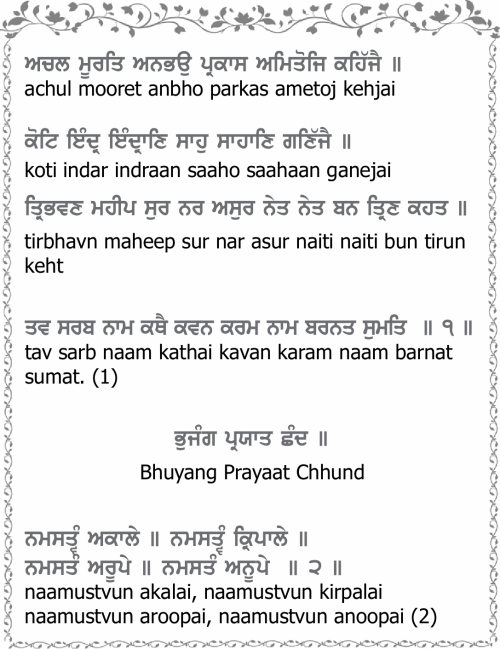 ਅਚਲ ਮੂਰਤਿ ਅਨਭਉ ਪ੍ਰਕਾਸ ਅਮਿਤੋਜਿ ਕਹਿੱਜੈ ॥
achul mooret anbho parkas ametoj kehjai
ਕੋਟਿ ਇੰਦ੍ਰ ਇੰਦ੍ਰਾਣਿ ਸਾਹੁ ਸਾਹਾਣਿ ਗਣਿੱਜੈ ॥
koti indar indraan saaho saahaan ganejai
ਤ੍ਰਿਭਵਣ ਮਹੀਪ ਸੁਰ ਨਰ ਅਸੁਰ ਨੇਤ ਨੇਤ ਬਨ ਤ੍ਰਿਣ ਕਹਤ ॥
tirbhavn maheep sur nar asur naiti naiti bun tirun
keht
ਤਵ ਸਰਬ ਨਾਮ ਕਥੈ ਕਵਨ ਕਰਮ ਨਾਮ ਬਰਨਤ ਸੁਮਤਿ ॥ ੧ ॥
tav sarb naam kathai kavan karam naam barnat
sumat. (1)
ਭੁਜੰਗ ਪ੍ਰਯਾਤ ਛੰਦ ॥
Bhuyang Prayaat Chhund
ਨਮਸਤ੍ਵੰ ਅਕਾਲੇ ॥ ਨਮਸਤ੍ਵੰ ਕ੍ਰਿਪਾਲੇ ॥
ਨਮਸਤੰ ਅਰੂਪੇ ॥ ਨਮਸਤੰ ਅਨੂਪੇ ॥ ੨ ॥
naamustvun akalai, naamustvun kirpalai
naamustvun aroopai, naamustvun anoopai (2)